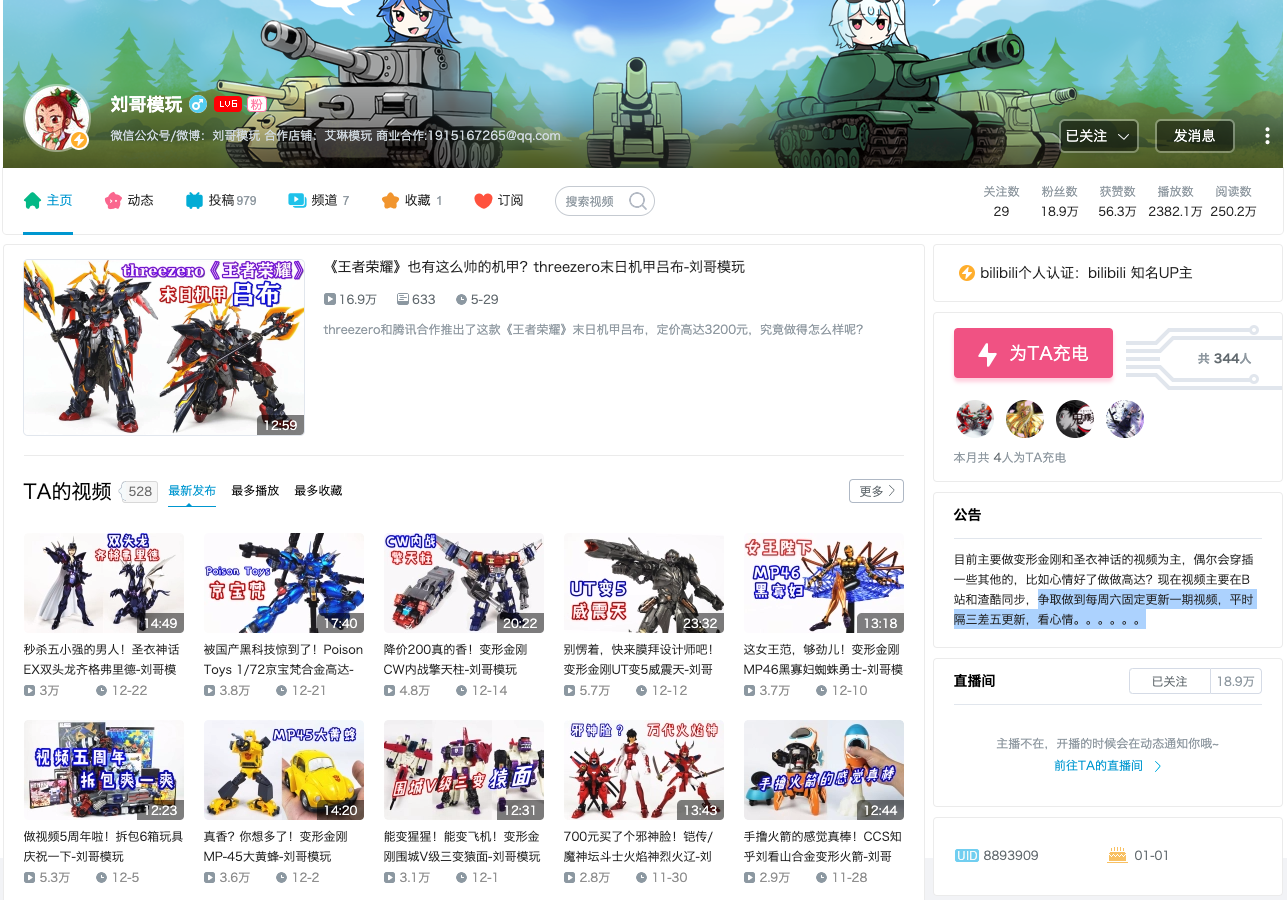 刘哥模玩 LV6 粉
微信公众号/微博：刘哥模玩 合作店铺：艾琳模玩 商业合作:1915167265@qq.com
已关注
发消息
主页
动态
投稿 979
频道 7
收藏 1
订阅
搜索视频
关注数 粉丝数 获赞数 播放数 阅读数
29 18.9万 56.3万 2382.1万 250.2万
threezero《王者荣耀》
末日机甲吕布
12:59
《王者荣耀》也有这么帅的机甲？threezero末日机甲吕布-刘哥模玩
16.9万 633 5-29
threezero和腾讯合作推出了这款《王者荣耀》末日机甲吕布，定价高达3200元，究竟做得怎么样呢？
TA的视频 528 最新发布 最多播放 最多收藏
更多
双头龙
齐格弗里德
14:49
秒杀五小强的男人！圣衣神话
EX双头龙齐格弗里德-刘哥模
3万 12-22
Poison Toys
京宝梵
17:40
被国产黑科技惊到了！Poison
Toys 1/72京宝梵合金高达-
3.8万 12-21
CW内战
擎天柱
20:22
降价200真的香！变形金刚
CW内战擎天柱-刘哥模玩
4.8万 12-14
UT变5
威震天
23:32
别愣着，快来膜拜设计师吧！
变形金刚UT变5威震天-刘哥
5.7万 12-12
女王陛下
MP46
黑寡妇
13:18
这女王范，够劲儿！变形金刚
MP46黑寡妇蜘蛛勇士-刘哥模
3.7万 12-10
视频五周年
拆包爽一爽
12:23
做视频5周年啦！拆包6箱玩具
庆祝一下-刘哥模玩
5.3万 12-5
MP45大黄蜂
14:20
真香？你想多了！变形金刚
MP-45大黄蜂-刘哥模玩
3.6万 12-2
围城V级三变猿面
12:31
能变猩猩！能变飞机！变形金
刚围城V级三变猿面-刘哥模玩
3.1万 12-1
邪神脸？
万代火焰神
13:43
700元买了个邪神脸！铠传/
魔神坛斗士火焰神烈火辽-刘
2.8万 11-30
手撸火箭的感觉真棒
12:44
手撸火箭的感觉真棒！CCS知
乎刘看山合金变形火箭-刘哥
2.9万 11-28
bilibili个人认证：bilibili 知名UP主
为TA充电
共 344人
本月共 4人为TA充电
公告
目前主要做变形金刚和圣衣神话的视频为主，偶尔会穿插
一些其他的，比如心情好了做做高达？现在视频主要在B
站和渣酷同步，争取做到每周六固定更新一期视频，平时
隔三差五更新，看心情。。。。。。
直播间
已关注 18.9万
主播不在，开播的时候会在动态通知你哦~
前往TA的直播间
UID 8893909
01-01